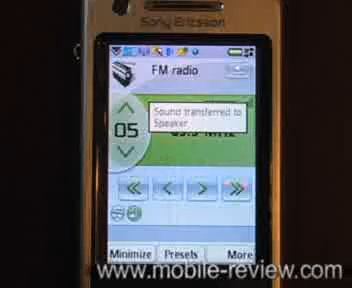 Sony Ericsson
FM radio
Sound transferred to
Speaker
05
Minimize Presets More
www.mobile-review.com